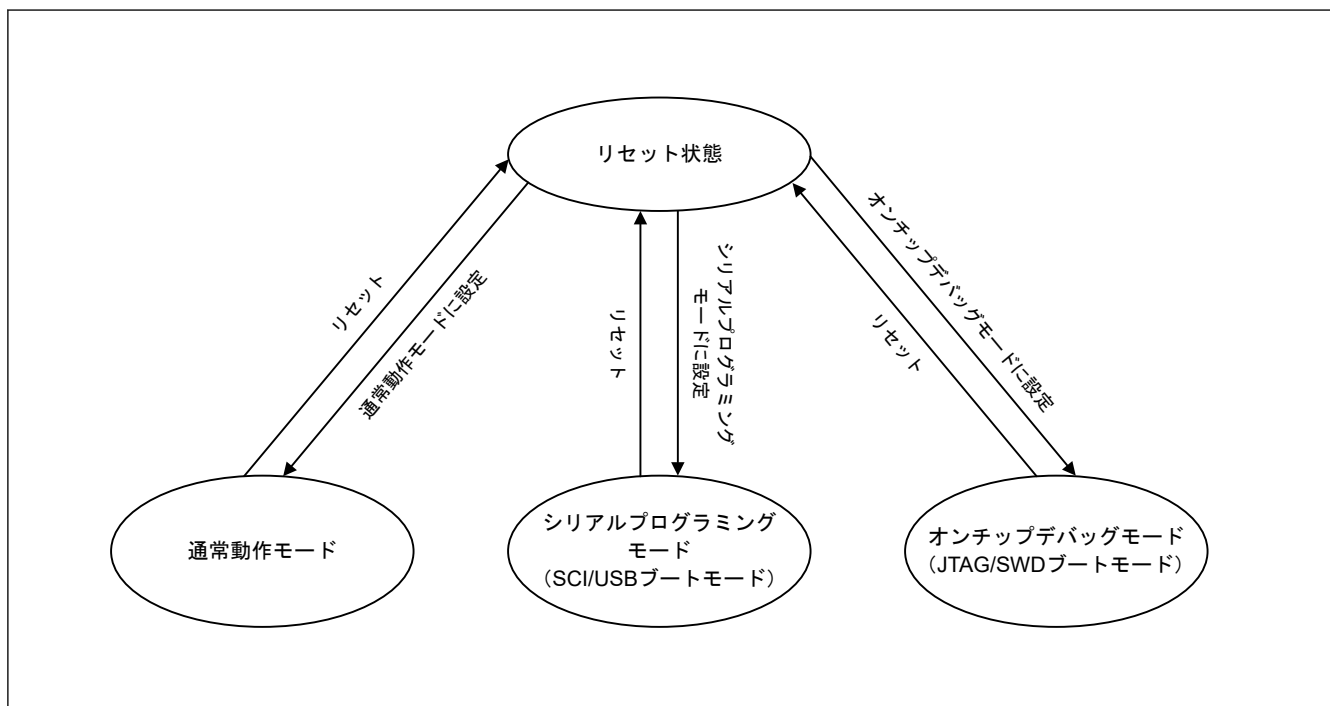 リセット状態
リセット
通常動作モードに設定
リセット
シリアルプログラミング
モードに設定
オンチップデバッグモードに設定
リセット
通常動作モード
シリアルプログラミング
モード
（SCI/USBブートモード）
オンチップデバッグモード
（JTAG/SWDブートモード）